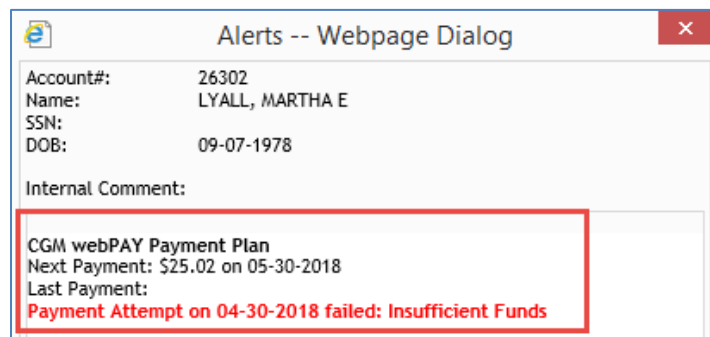 Alerts -- Webpage Dialog
Account#: 26302
Name: LYALL, MARTHA E
SSN:
DOB: 09-07-1978
Internal Comment:
CGM webPAY Payment Plan
Next Payment: $25.02 on 05-30-2018
Last Payment:
Payment Attempt on 04-30-2018 failed: Insufficient Funds